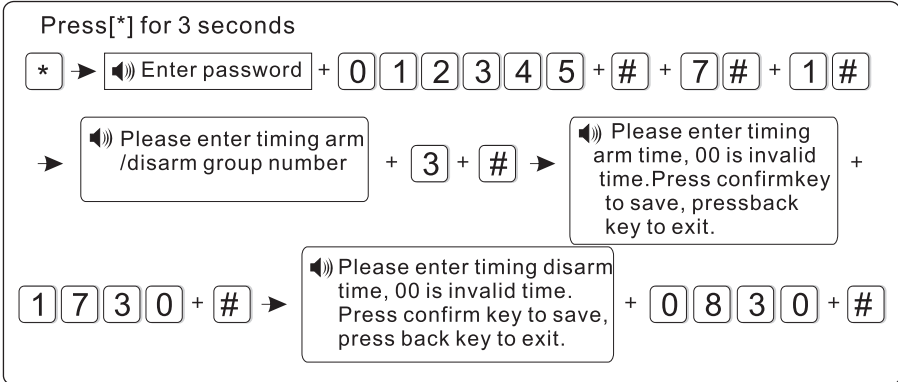 Press[*] for 3 seconds
* Enter password + 0 1 2 3 4 5 + # + 7 # + 1 #
Please enter timing arm
/disarm group number
+ 3 + #
Please enter timing
arm time, 00 is invalid
time.Press confirmkey
to save, pressback
key to exit.
+
1 7 3 0 + #
Please enter timing disarm
time, 00 is invalid time.
Press confirm key to save,
press back key to exit.
+ 0 8 3 0 + #